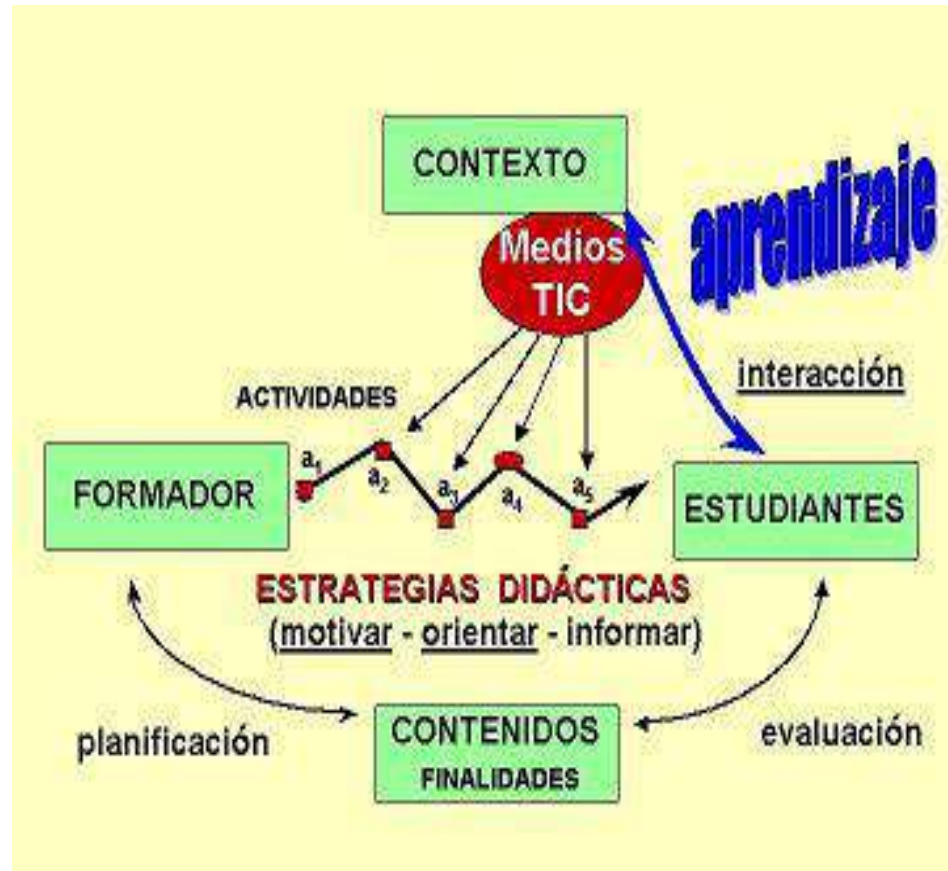 CONTEXTO
aprendizaje
Medios
TIC
interacción
ACTIVIDADES
FORMADOR
a1
a2
a3
a4
a5
ESTUDIANTES
ESTRATEGIAS DIDÁCTICAS
(motivar - orientar - informar)
planificación
CONTENIDOS
FINALIDADES
evaluación